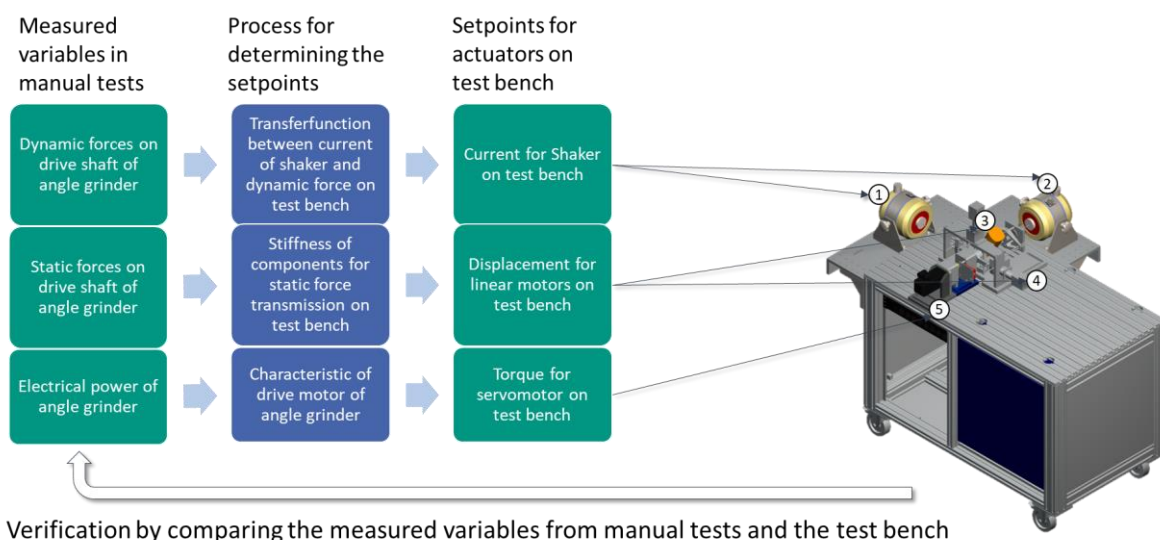 Measured
variables in
manual tests
Process for
determining the
setpoints
Setpoints for
actuators on
test bench
Dynamic forces on
drive shaft of
angle grinder
Transferfunction
between current
of shaker and
dynamic force on
test bench
Current for Shaker
on test bench
Static forces on
drive shaft of
angle grinder
Stiffness of
components for
static force
transmission on
test bench
Displacement for
linear motors on
test bench
Electrical power of
angle grinder
Characteristic of
drive motor of
angle grinder
Torque for
servomotor on
test bench
1
2
3
4
5
Verification by comparing the measured variables from manual tests and the test bench